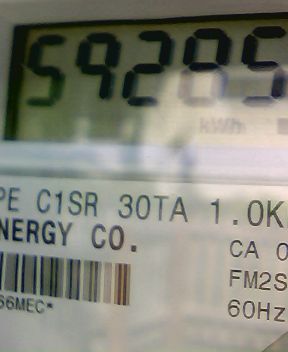 59285
kWh
PE C1SR 30TA 1.0K
NERGY CO.
CA 0
FM2S
66MEC*
60Hz